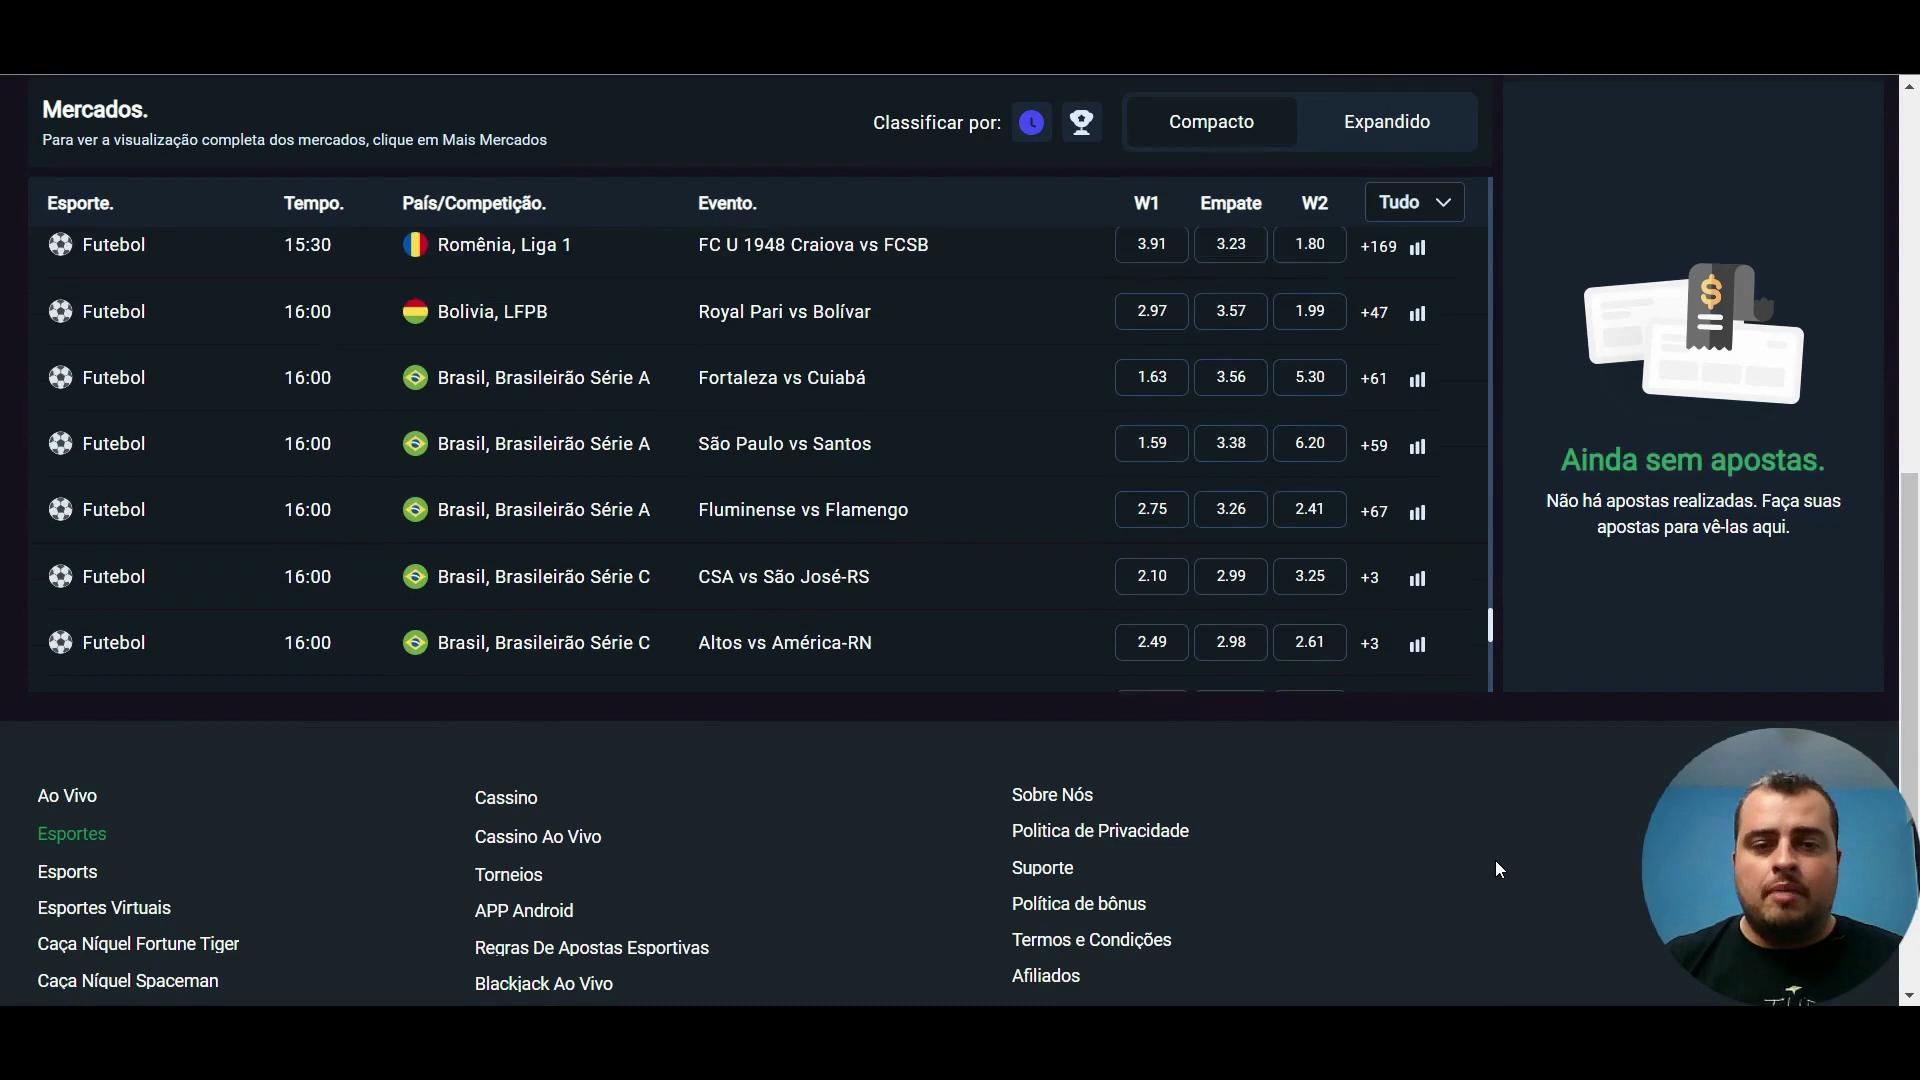 Mercados.
Para ver a visualização completa dos mercados, clique em Mais Mercados
Classificar por:
Compacto
Expandido
Esporte. Tempo. País/Competição. Evento. W1 Empate W2 Tudo
Futebol 15:30 Romênia, Liga 1 FC U 1948 Craiova vs FCSB 3.91 3.23 1.80 +169
Futebol 16:00 Bolivia, LFPB Royal Pari vs Bolívar 2.97 3.57 1.99 +47
Futebol 16:00 Brasil, Brasileirão Série A Fortaleza vs Cuiabá 1.63 3.56 5.30 +61
Futebol 16:00 Brasil, Brasileirão Série A São Paulo vs Santos 1.59 3.38 6.20 +59
Futebol 16:00 Brasil, Brasileirão Série A Fluminense vs Flamengo 2.75 3.26 2.41 +67
Futebol 16:00 Brasil, Brasileirão Série C CSA vs São José-RS 2.10 2.99 3.25 +3
Futebol 16:00 Brasil, Brasileirão Série C Altos vs América-RN 2.49 2.98 2.61 +3
$
Ainda sem apostas.
Não há apostas realizadas. Faça suas
apostas para vê-las aqui.
Ao Vivo
Esportes
Esports
Esportes Virtuais
Caça Níquel Fortune Tiger
Caça Níquel Spaceman
Cassino
Cassino Ao Vivo
Torneios
APP Android
Regras De Apostas Esportivas
Blackjack Ao Vivo
Sobre Nós
Politica de Privacidade
Suporte
Política de bônus
Termos e Condições
Afiliados